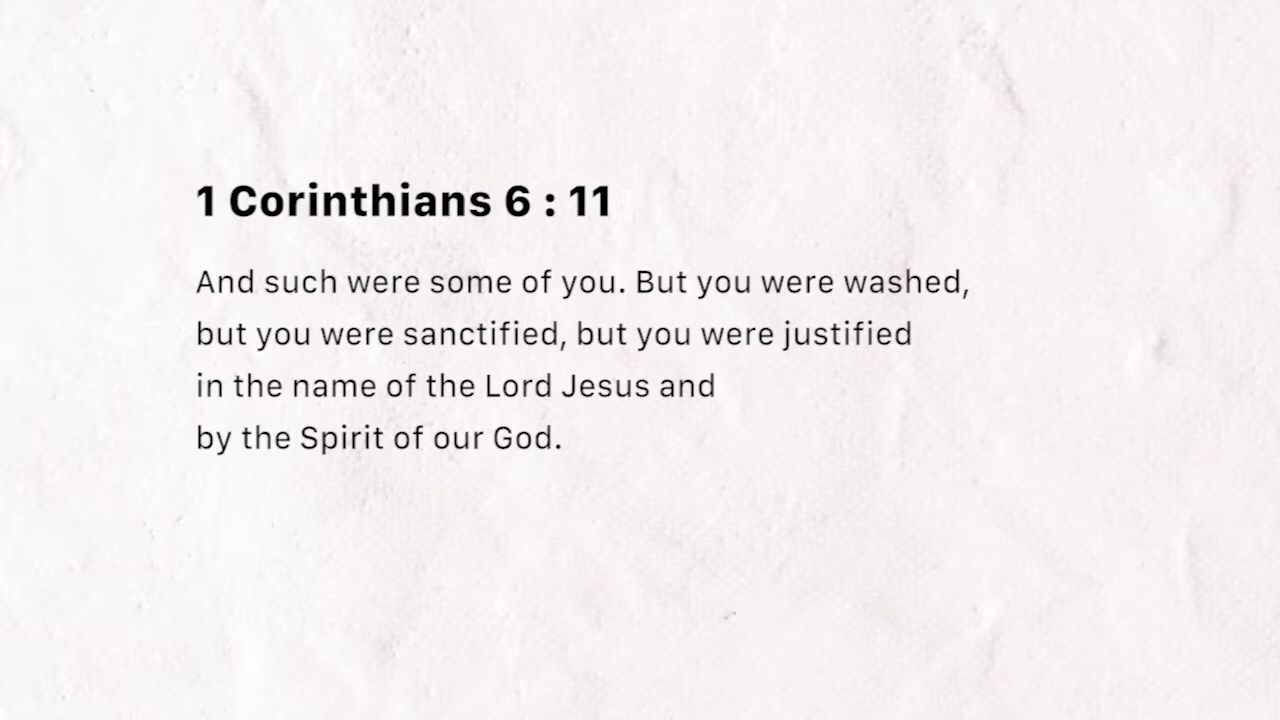 1 Corinthians 6 : 11
And such were some of you. But you were washed,
but you were sanctified, but you were justified
in the name of the Lord Jesus and
by the Spirit of our God.